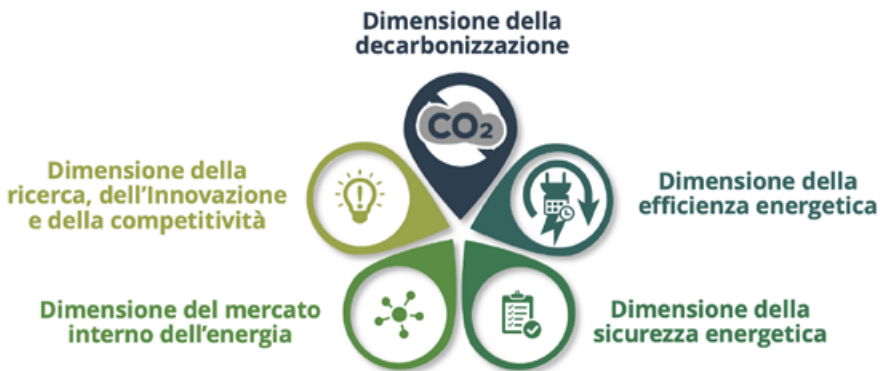 Dimensione della
decarbonizzazione
CO2
Dimensione della
ricerca, dell'Innovazione
e della competitività
Dimensione della
efficienza energetica
Dimensione del mercato
interno dell'energia
Dimensione della
sicurezza energetica